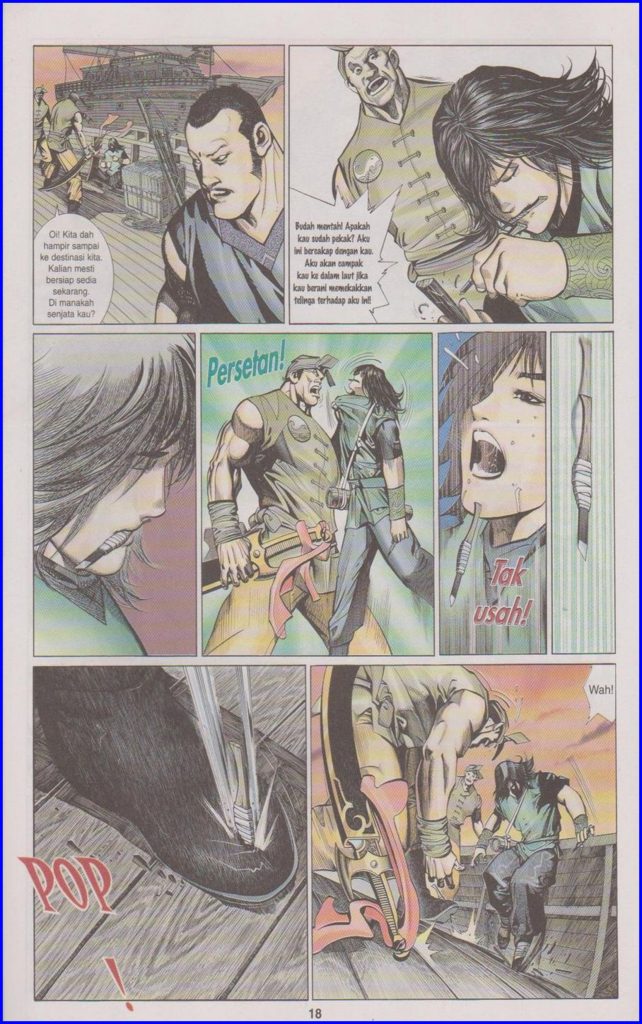 Oi! Kita dah
hampir sampai
ke destinasi kita.
Kalian mesti
bersiap sedia
sekarang.
Di manakah
senjata kau?
Budah mentah! Apakah
kau sudah pekak? Aku
ini bersakap dengan kau.
Aku akan campak
kau ke dalam laut jika
kau berani memekakkan
telinga terhadap aku ini!
Persetan!
Tak
usah!
POP
!
Wah!
18